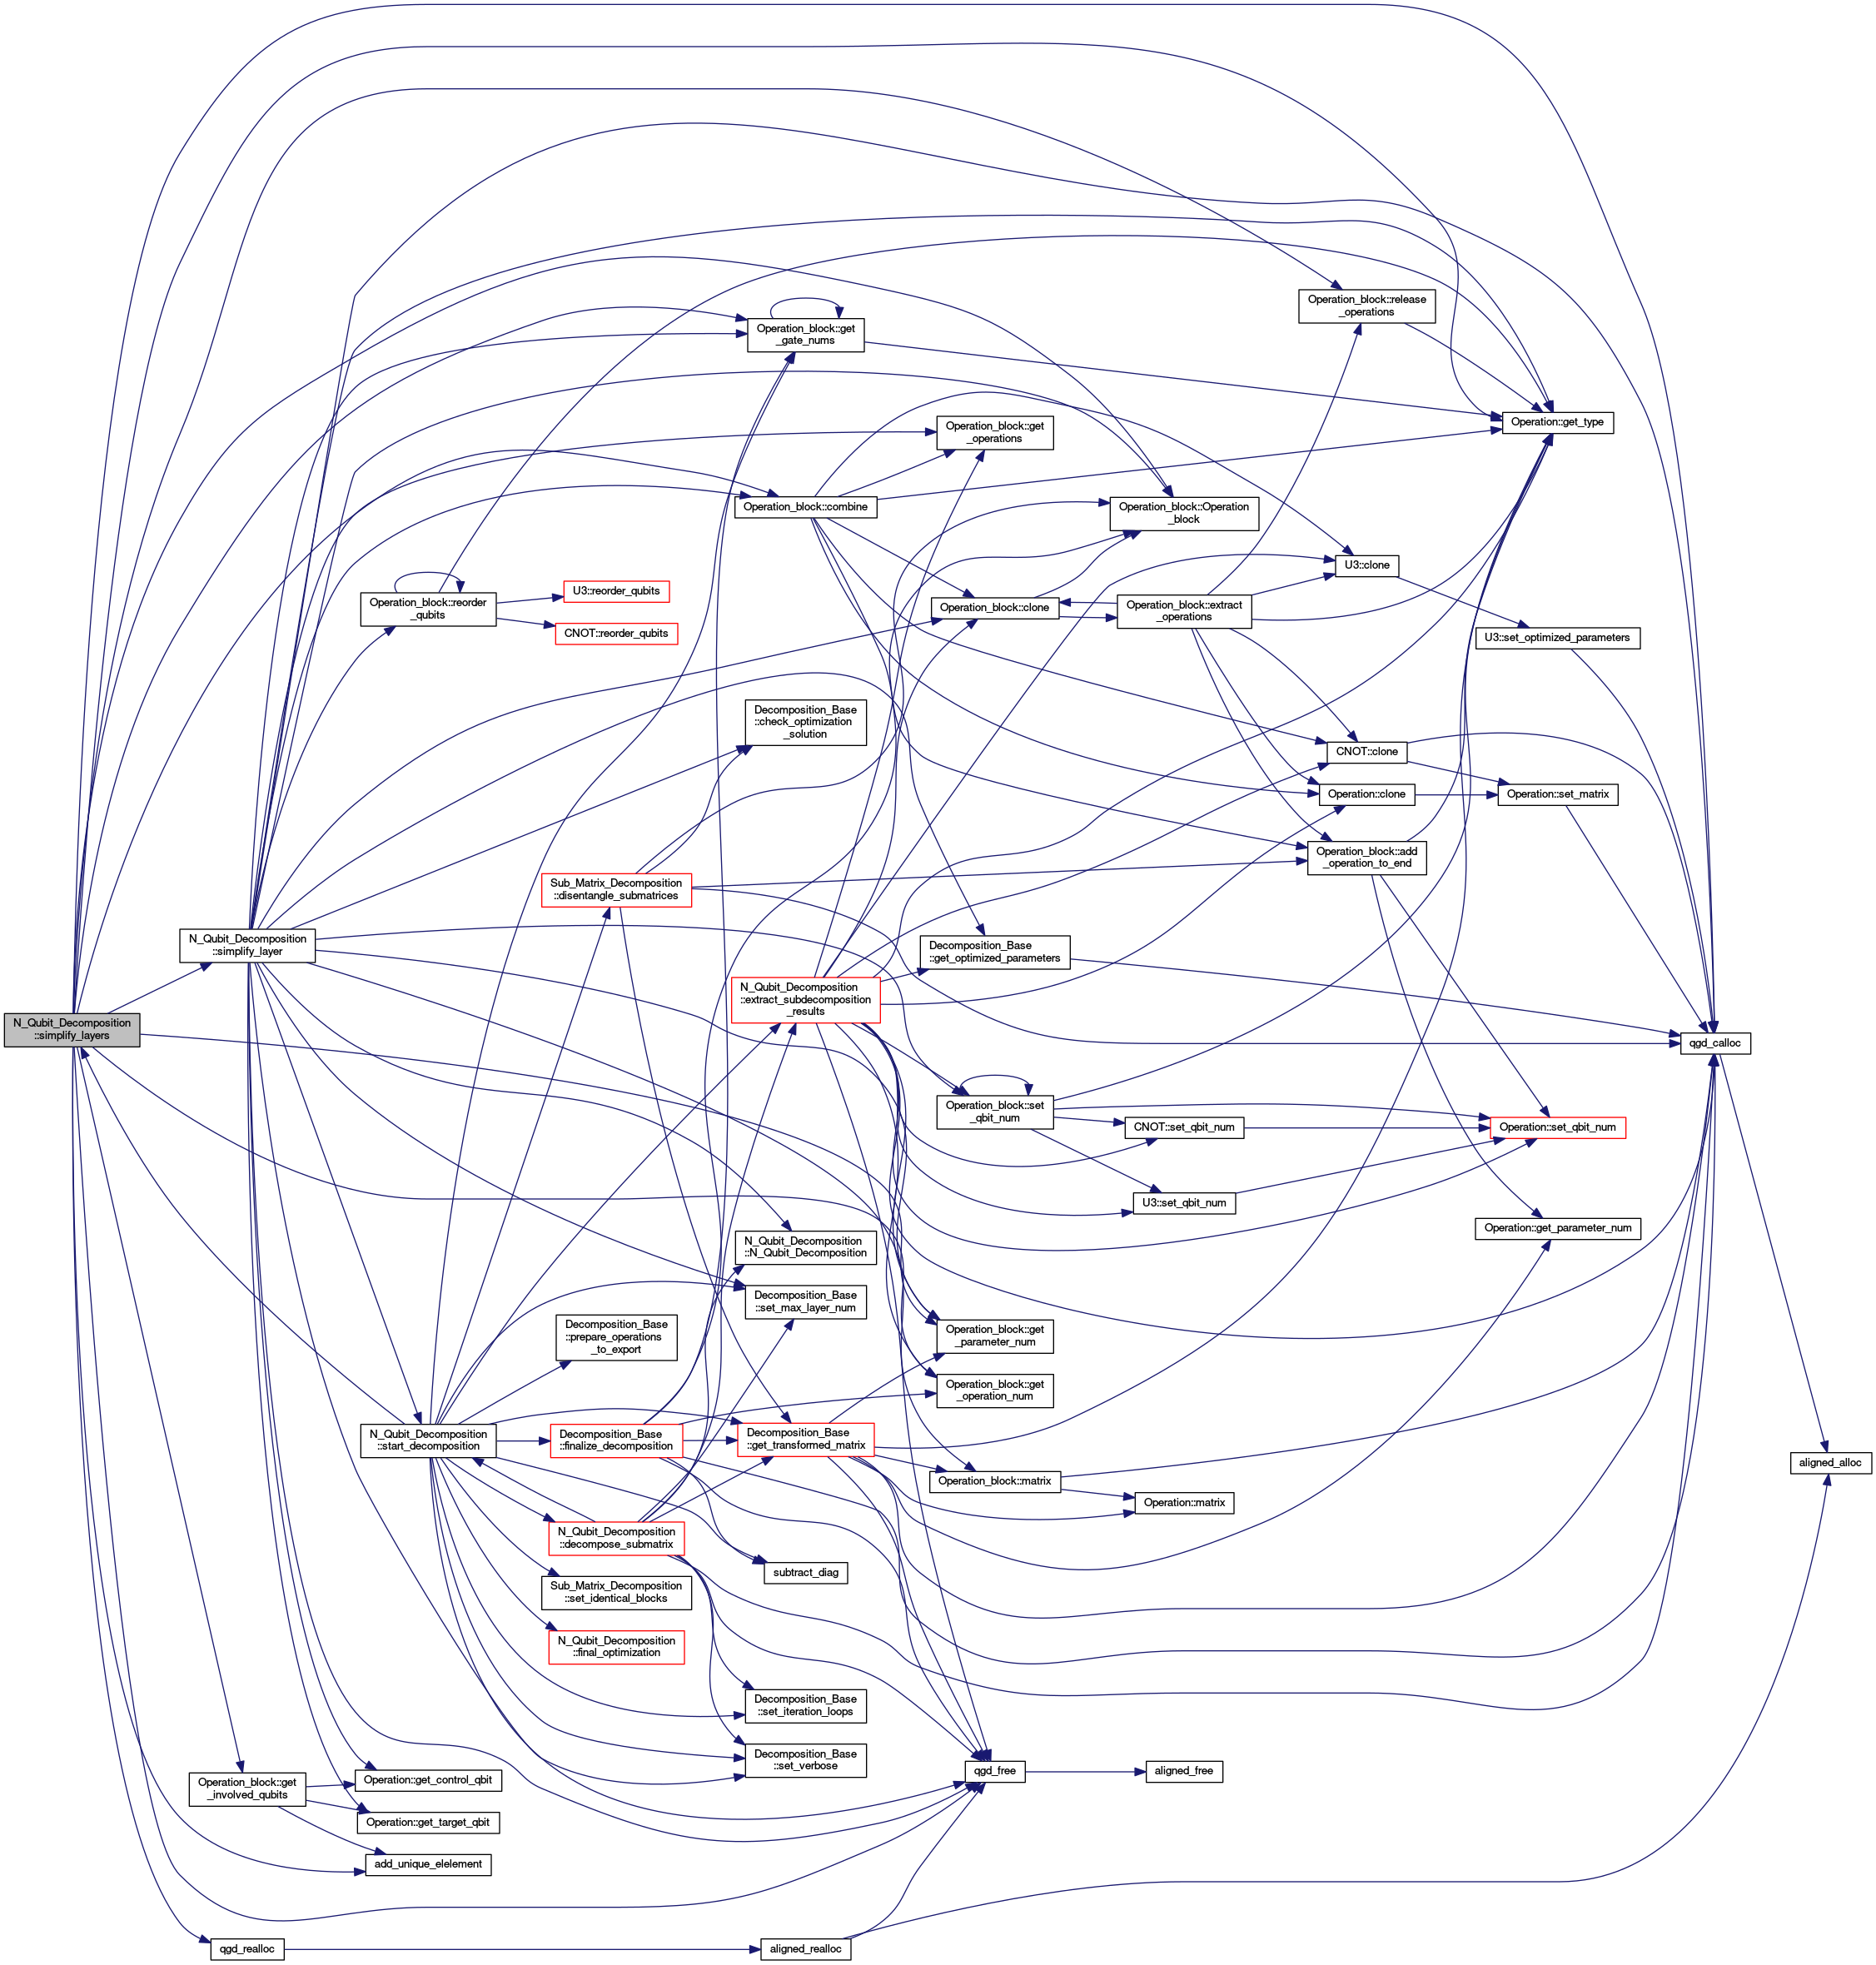 Operation_block::release
_operations
Operation_block::get
_gate_nums
Operation::get_type
Operation_block::get
_operations
Operation_block::combine
Operation_block::Operation
_block
U3::clone
U3::reorder_qubits
Operation_block::reorder
_qubits
Operation_block::clone
Operation_block::extract
_operations
CNOT::reorder_qubits
U3::set_optimized_parameters
Decomposition_Base
::check_optimization
_solution
CNOT::clone
Operation::clone
Operation::set_matrix
Operation_block::add
_operation_to_end
Sub_Matrix_Decomposition
::disentangle_submatrices
N_Qubit_Decomposition
::simplify_layer
Decomposition_Base
::get_optimized_parameters
N_Qubit_Decomposition
::extract_subdecomposition
_results
N_Qubit_Decomposition
::simplify_layers
qgd_calloc
Operation_block::set
_qbit_num
CNOT::set_qbit_num
Operation::set_qbit_num
U3::set_qbit_num
Operation::get_parameter_num
N_Qubit_Decomposition
::N_Qubit_Decomposition
Decomposition_Base
::set_max_layer_num
Decomposition_Base
::prepare_operations
_to_export
Operation_block::get
_parameter_num
Operation_block::get
_operation_num
N_Qubit_Decomposition
::start_decomposition
Decomposition_Base
::finalize_decomposition
Decomposition_Base
::get_transformed_matrix
aligned_alloc
Operation_block::matrix
Operation::matrix
N_Qubit_Decomposition
::decompose_submatrix
subtract_diag
Sub_Matrix_Decomposition
::set_identical_blocks
N_Qubit_Decomposition
::final_optimization
Decomposition_Base
::set_iteration_loops
Decomposition_Base
::set_verbose
qgd_free
aligned_free
Operation_block::get
_involved_qubits
Operation::get_control_qbit
Operation::get_target_qbit
add_unique_elelement
qgd_realloc
aligned_realloc